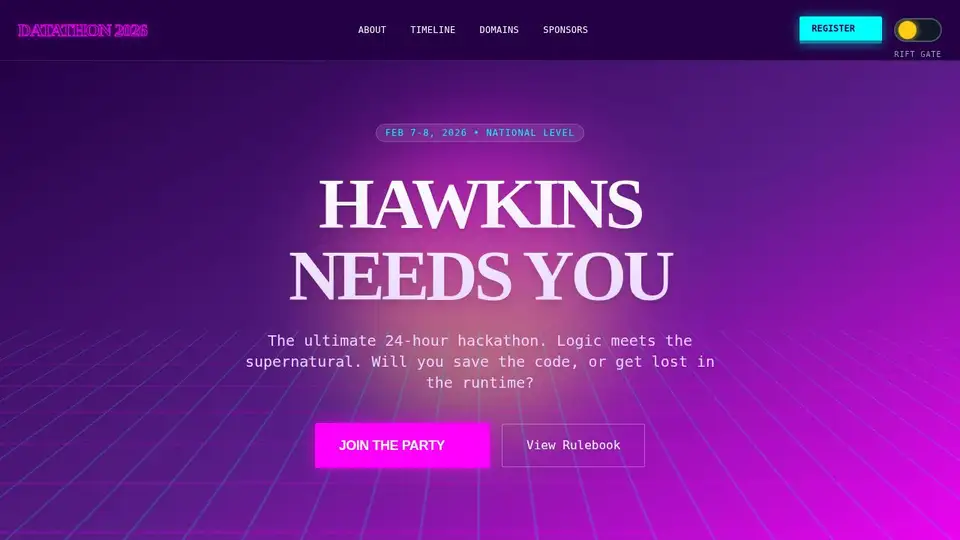 DATATHON 2026
ABOUT TIMELINE DOMAINS SPONSORS
REGISTER
RIFT GATE
FEB 7-8, 2026 • NATIONAL LEVEL
HAWKINS
NEEDS YOU
The ultimate 24-hour hackathon. Logic meets the
supernatural. Will you save the code, or get lost in
the runtime?
JOIN THE PARTY
View Rulebook